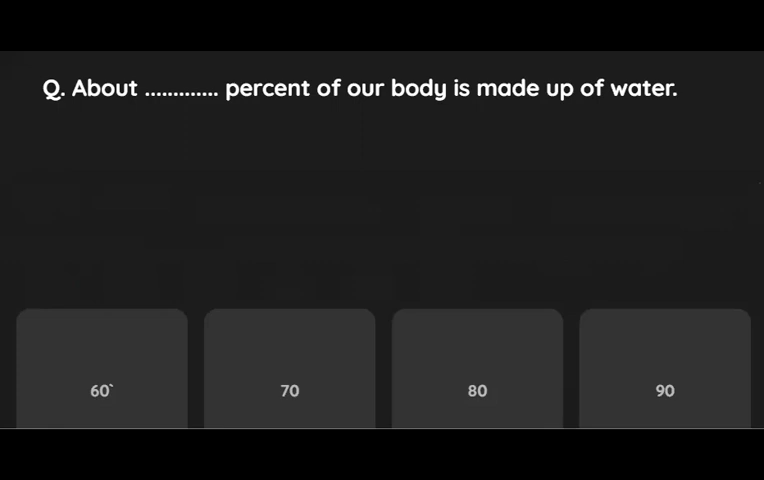 Q. About ............. percent of our body is made up of water.
60`
70
80
90